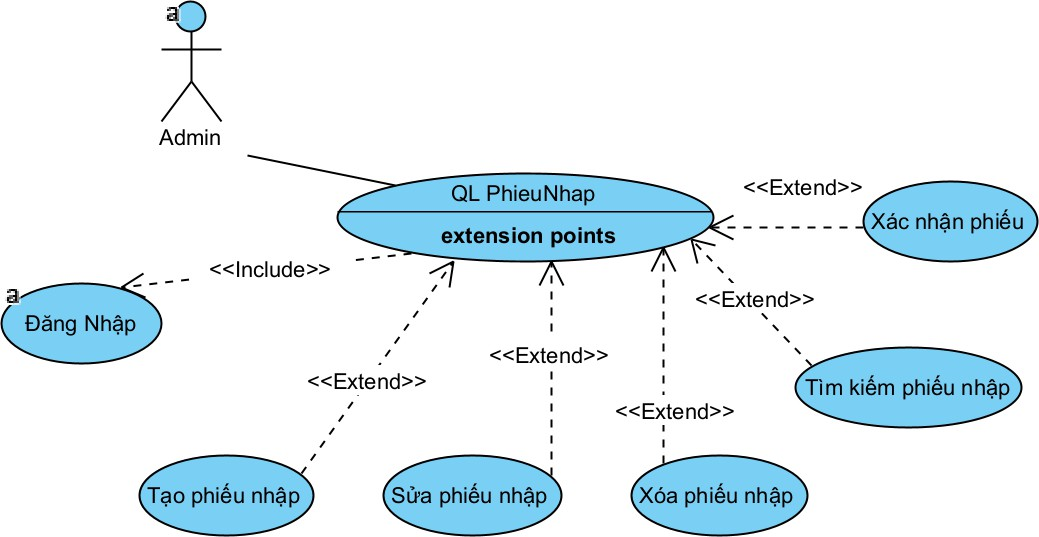 a
Admin
QL PhieuNhap
extension points
<<Extend>>
Xác nhận phiếu
<<Include>>
a
Đăng Nhập
<<Extend>>
Tìm kiếm phiếu nhập
<<Extend>>
<<Extend>>
<<Extend>>
Tạo phiếu nhập
Sửa phiếu nhập
Xóa phiếu nhập